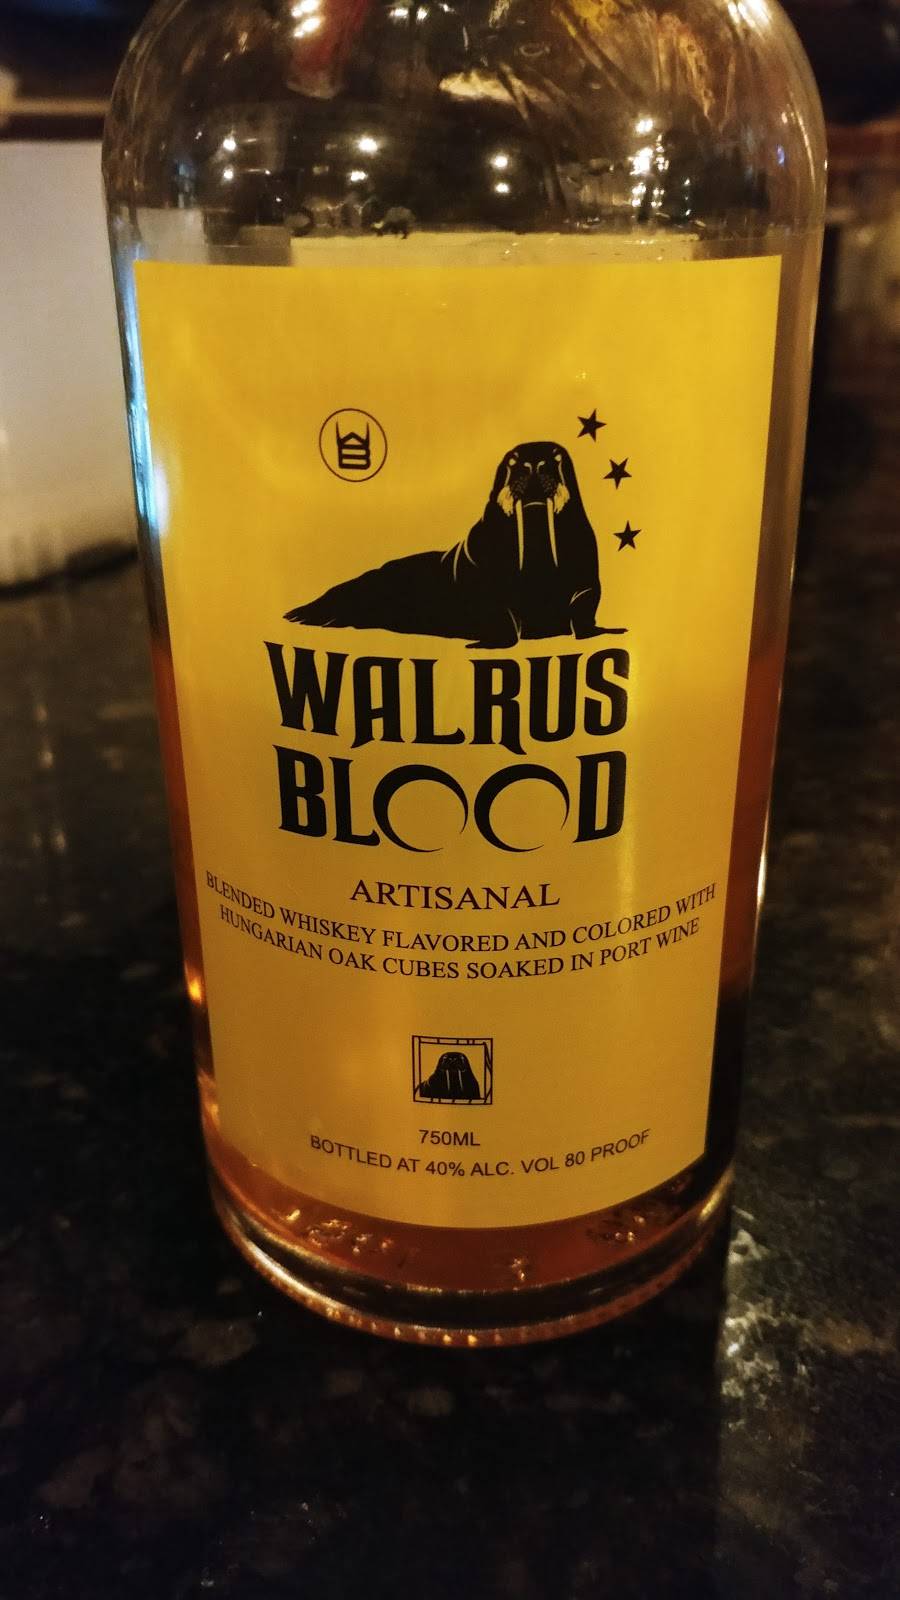 WB
WALRUS
BLOOD
ARTISANAL
BLENDED WHISKEY FLAVORED AND COLORED WITH
HUNGARIAN OAK CUBES SOAKED IN PORT WINE
750ML
BOTTLED AT 40% ALC. VOL 80 PROOF